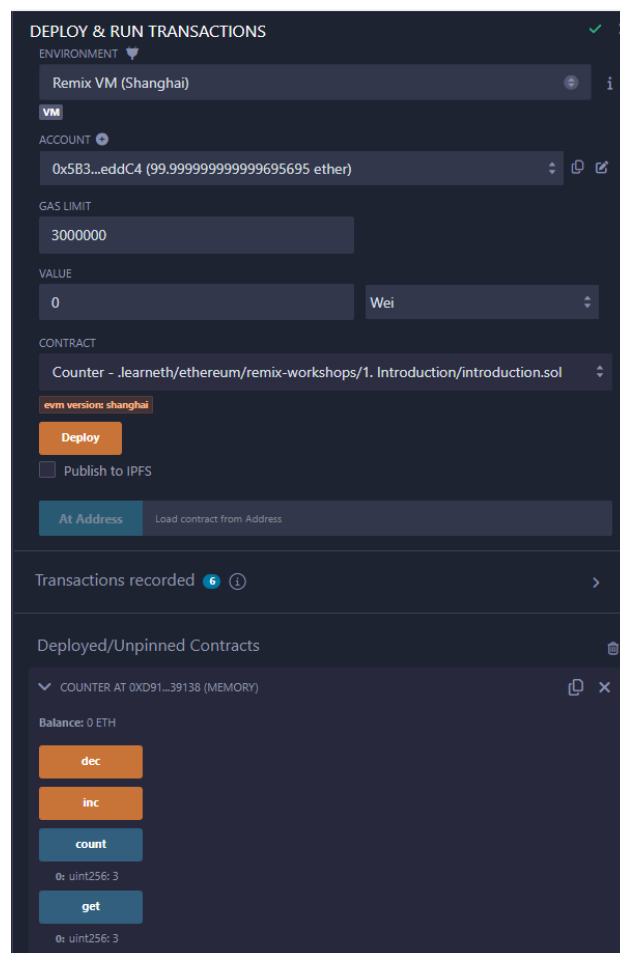 DEPLOY & RUN TRANSACTIONS
ENVIRONMENT
Remix VM (Shanghai)
VM
ACCOUNT
0x5B3...eddC4 (99.999999999999695695 ether)
GAS LIMIT
3000000
VALUE
0 Wei
CONTRACT
Counter - .learneth/ethereum/remix-workshops/1. Introduction/introduction.sol
evm version: shanghai
Deploy
Publish to IPFS
At Address Load contract from Address
Transactions recorded 6
Deployed/Unpinned Contracts
COUNTER AT 0XD91...39138 (MEMORY)
Balance: 0 ETH
dec
inc
count
0: uint256: 3
get
0: uint256: 3